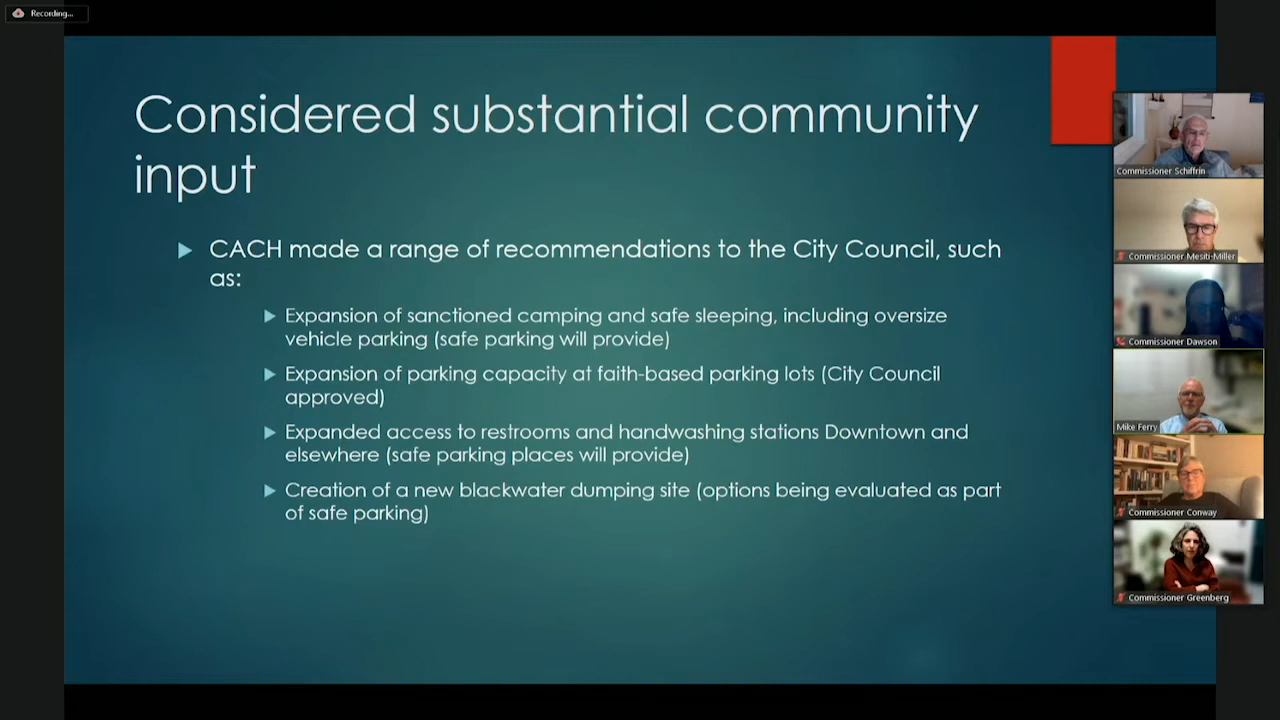 Recording...
Considered substantial community
input
CACH made a range of recommendations to the City Council, such
as:
Expansion of sanctioned camping and safe sleeping, including oversize
vehicle parking (safe parking will provide)
Expansion of parking capacity at faith-based parking lots (City Council
approved)
Expanded access to restrooms and handwashing stations Downtown and
elsewhere (safe parking places will provide)
Creation of a new blackwater dumping site (options being evaluated as part
of safe parking)
Commissioner Schiffrin
Commissioner Mesiti-Miller
Commissioner Dawson
Mike Ferry
Commissioner Conway
Commissioner Greenberg